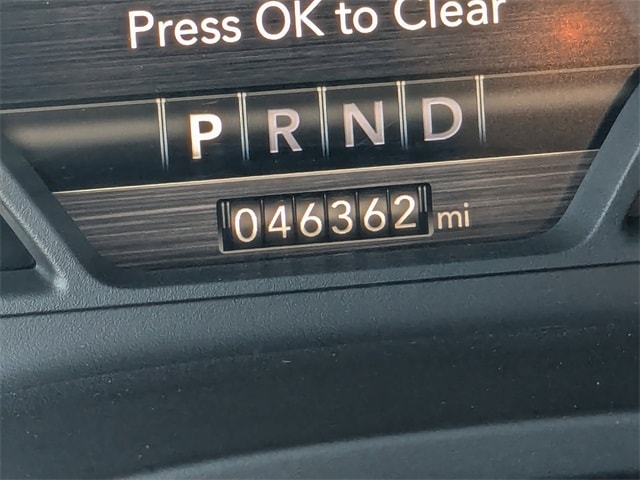 Press OK to Clear
P R N D
046362 mi